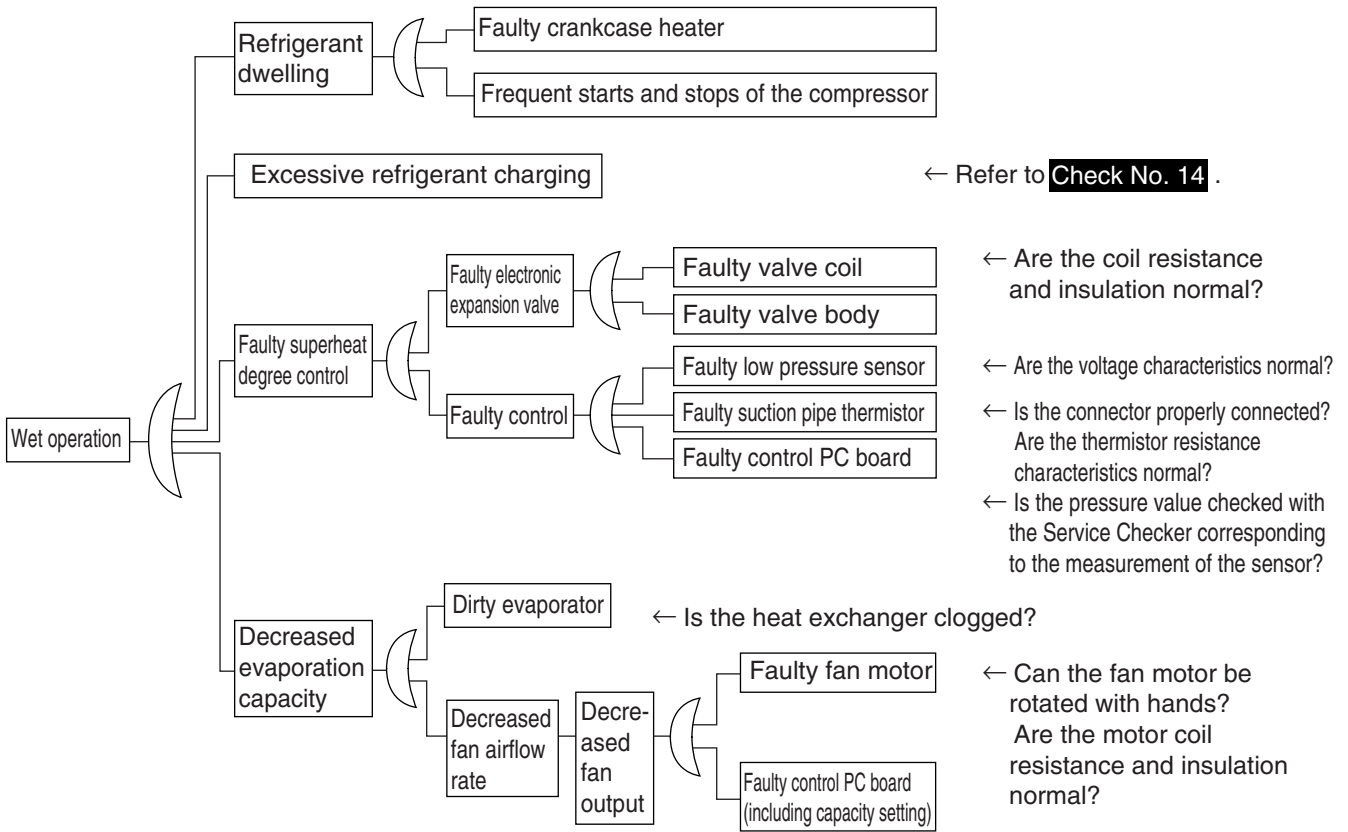 Refrigerant
dwelling
Faulty crankcase heater
Frequent starts and stops of the compressor
Excessive refrigerant charging
← Refer to Check No. 14 .
Wet operation
Faulty superheat
degree control
Faulty electronic
expansion valve
Faulty valve coil
← Are the coil resistance
and insulation normal?
Faulty valve body
Faulty control
Faulty low pressure sensor
← Are the voltage characteristics normal?
Faulty suction pipe thermistor
← Is the connector properly connected?
Are the thermistor resistance
characteristics normal?
Faulty control PC board
← Is the pressure value checked with
the Service Checker corresponding
to the measurement of the sensor?
Decreased
evaporation
capacity
Dirty evaporator
← Is the heat exchanger clogged?
Decreased
fan airflow
rate
Decre-
ased
fan
output
Faulty fan motor
← Can the fan motor be
rotated with hands?
Are the motor coil
resistance and insulation
normal?
Faulty control PC board
(including capacity setting)